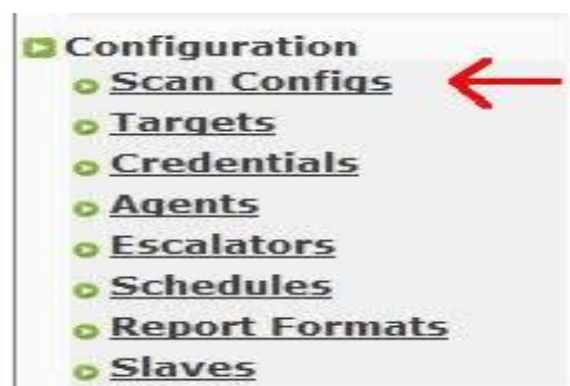 Configuration
Scan Configs
Targets
Credentials
Agents
Escalators
Schedules
Report Formats
Slaves